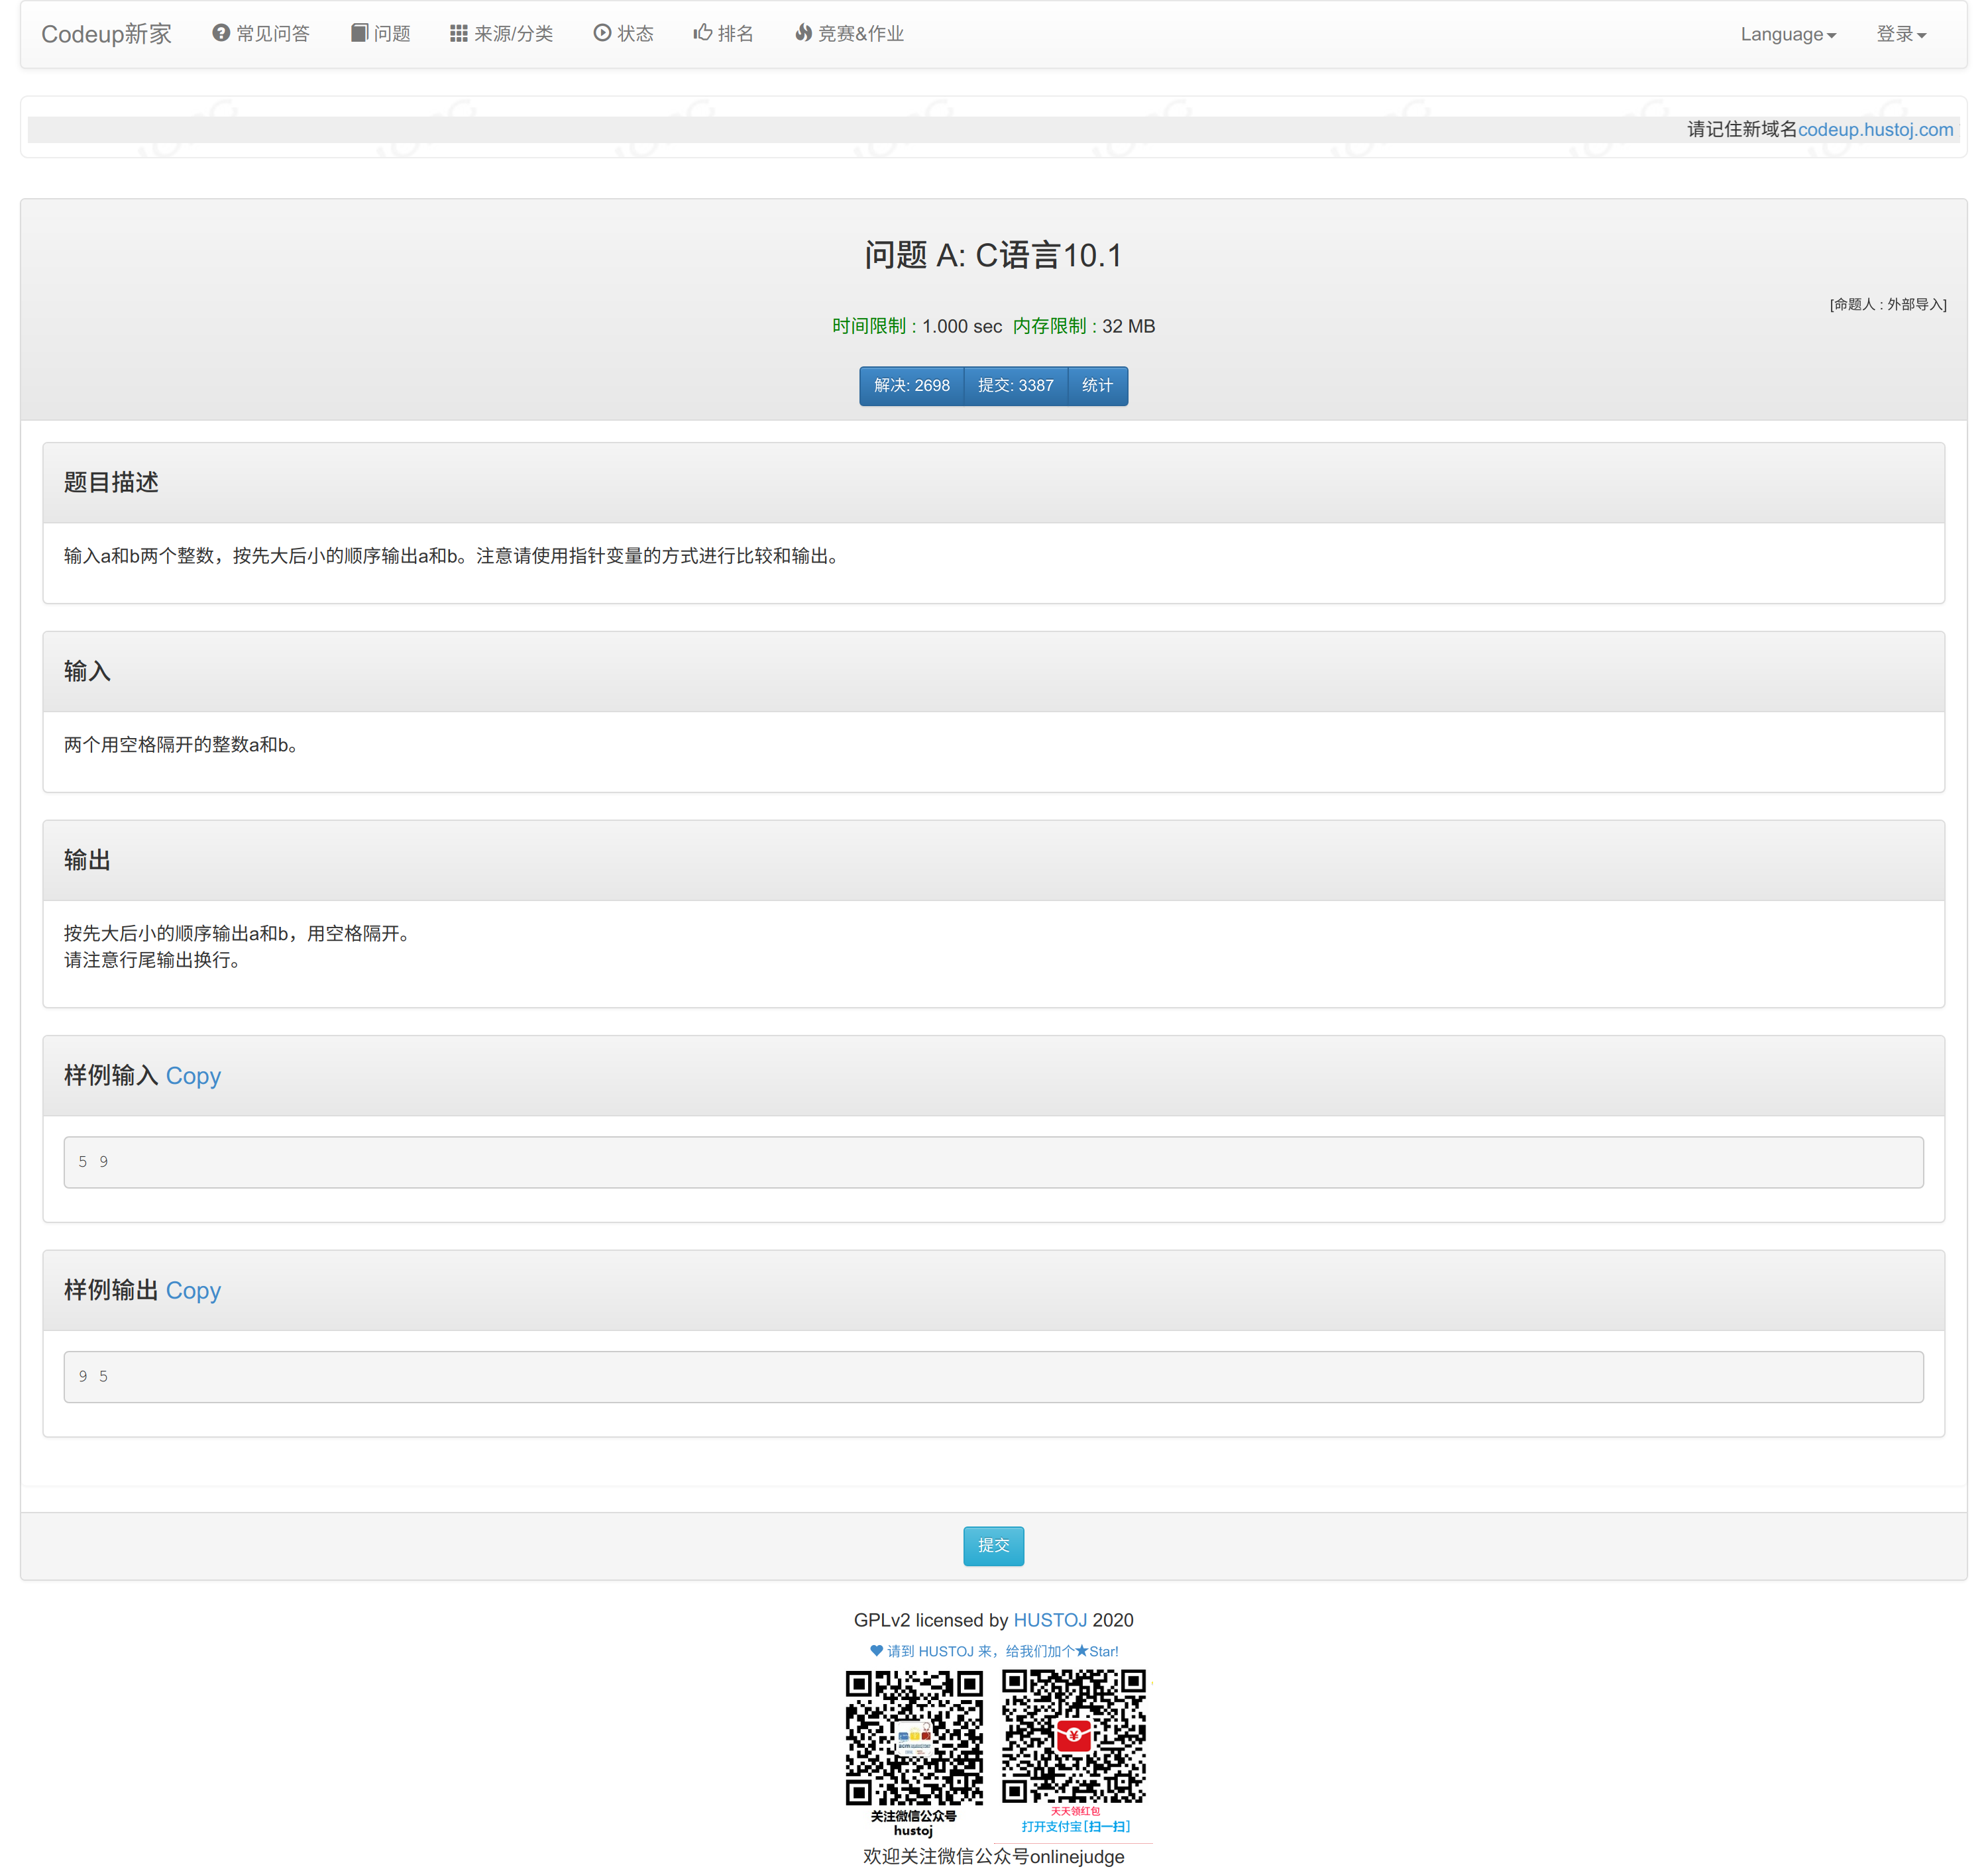 Codeup新家 常见问答 问题 来源/分类 状态 排名 竞赛&作业 Language 登录
请记住新域名codeup.hustoj.com
问题 A: C语言10.1
[命题人 : 外部导入]
时间限制 : 1.000 sec 内存限制 : 32 MB
解决: 2698 提交: 3387 统计
题目描述
输入a和b两个整数，按先大后小的顺序输出a和b。注意请使用指针变量的方式进行比较和输出。
输入
两个用空格隔开的整数a和b。
输出
按先大后小的顺序输出a和b，用空格隔开。
请注意行尾输出换行。
样例输入 Copy
5 9
样例输出 Copy
9 5
提交
GPLv2 licensed by HUSTOJ 2020
请到 HUSTOJ 来，给我们加个★Star!
关注微信公众号
hustoj
天天领红包
打开支付宝[扫一扫]
欢迎关注微信公众号onlinejudge